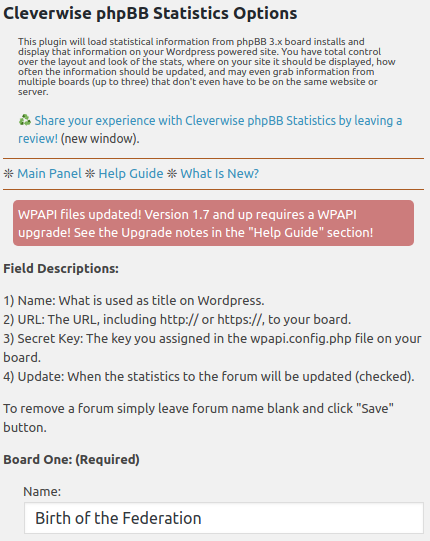 Cleverwise phpBB Statistics Options
This plugin will load statistical information from phpBB 3.x board installs and
display that information on your Wordpress powered site. You have total control
over the layout and look of the stats, where on your site it should be displayed, how
often the information should be updated, and may even grab information from
multiple boards (up to three) that don't even have to be on the same website or
server.
Share your experience with Cleverwise phpBB Statistics by leaving a
review! (new window).
❊ Main Panel ❊ Help Guide ❊ What Is New?
WPAPI files updated! Version 1.7 and up requires a WPAPI
upgrade! See the Upgrade notes in the "Help Guide" section!
Field Descriptions:
1) Name: What is used as title on Wordpress.
2) URL: The URL, including http:// or https://, to your board.
3) Secret Key: The key you assigned in the wpapi.config.php file on your
board.
4) Update: When the statistics to the forum will be updated (checked).
To remove a forum simply leave forum name blank and click "Save"
button.
Board One: (Required)
Name:
Birth of the Federation